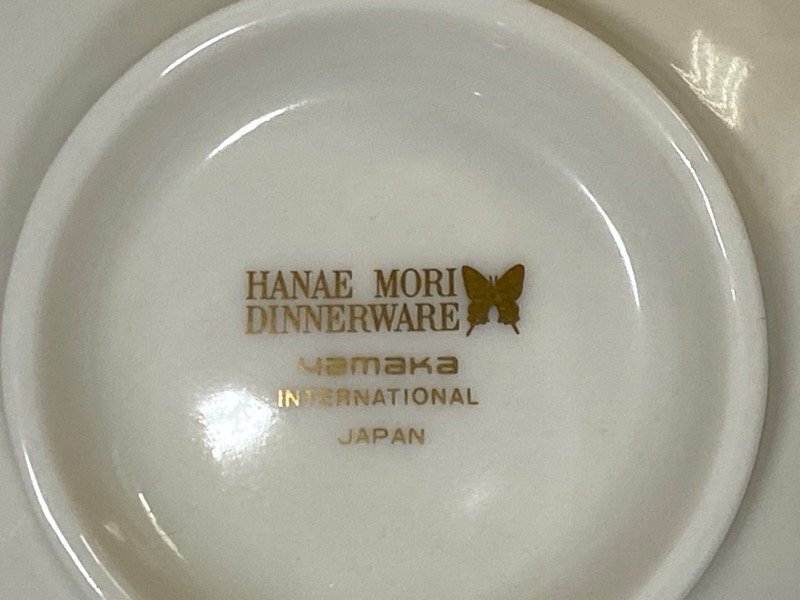 HANAE MORI
DINNERWARE
yamaka
INTERNATIONAL
JAPAN